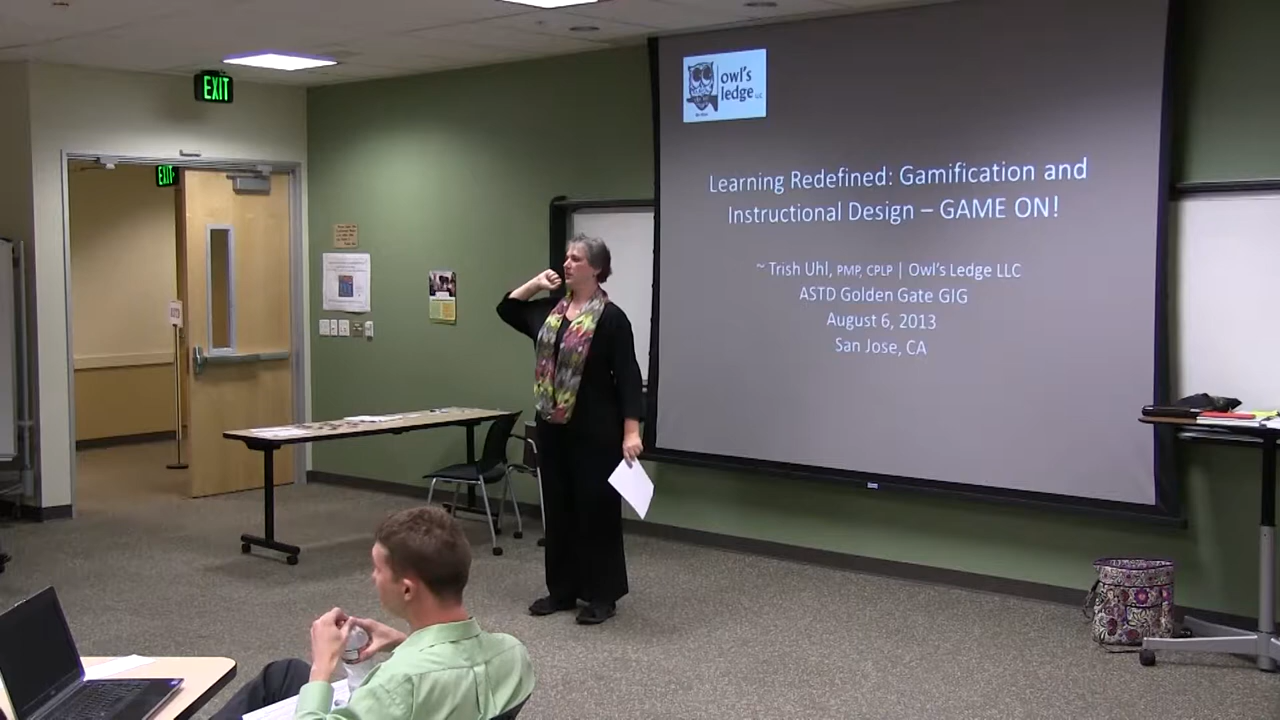 EXIT
EXIT
owl's
ledge LLC
Learning Redefined: Gamification and
Instructional Design – GAME ON!
~ Trish Uhl, PMP, CPLP | Owl's Ledge LLC
ASTD Golden Gate GIG
August 6, 2013
San Jose, CA